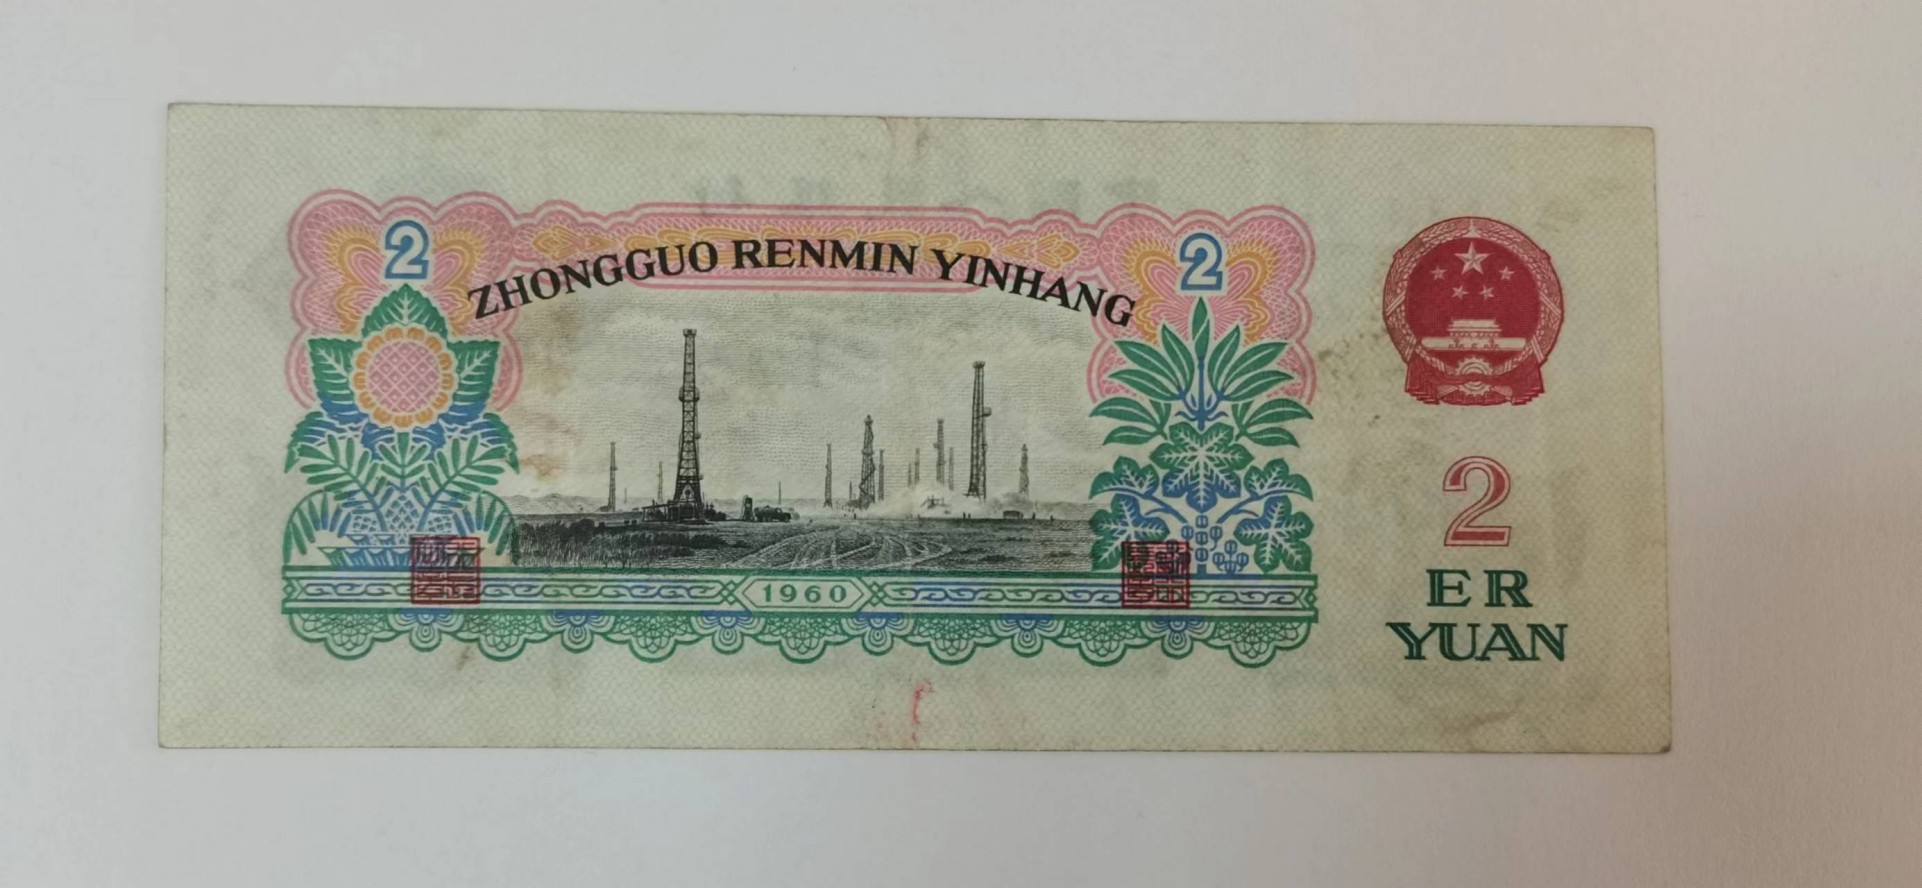 2
2
ZHONGGUO RENMIN YINHANG
2
ER
YUAN
1960